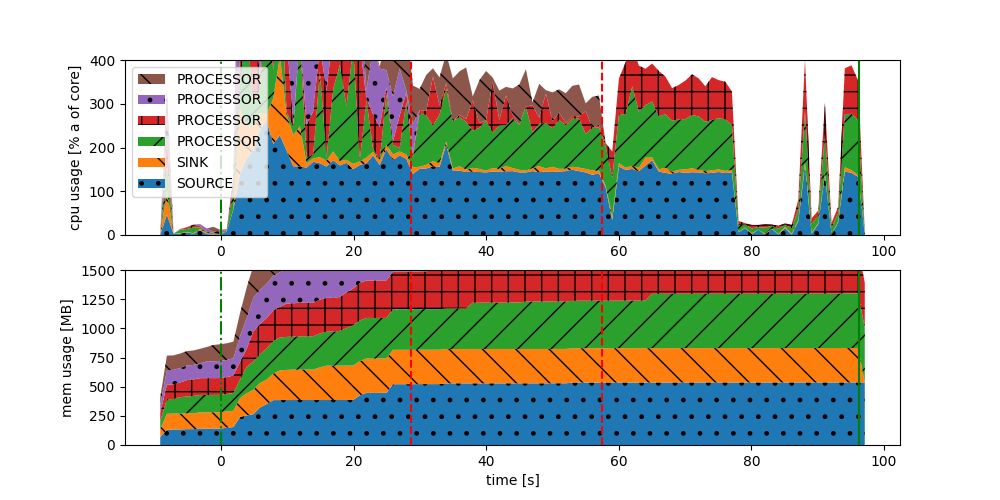 cpu usage [% a of core]
400
300
200
100
0
PROCESSOR
PROCESSOR
PROCESSOR
PROCESSOR
SINK
SOURCE
0
20
40
60
80
100
mem usage [MB]
1500
1250
1000
750
500
250
0
0
20
40
60
80
100
time [s]